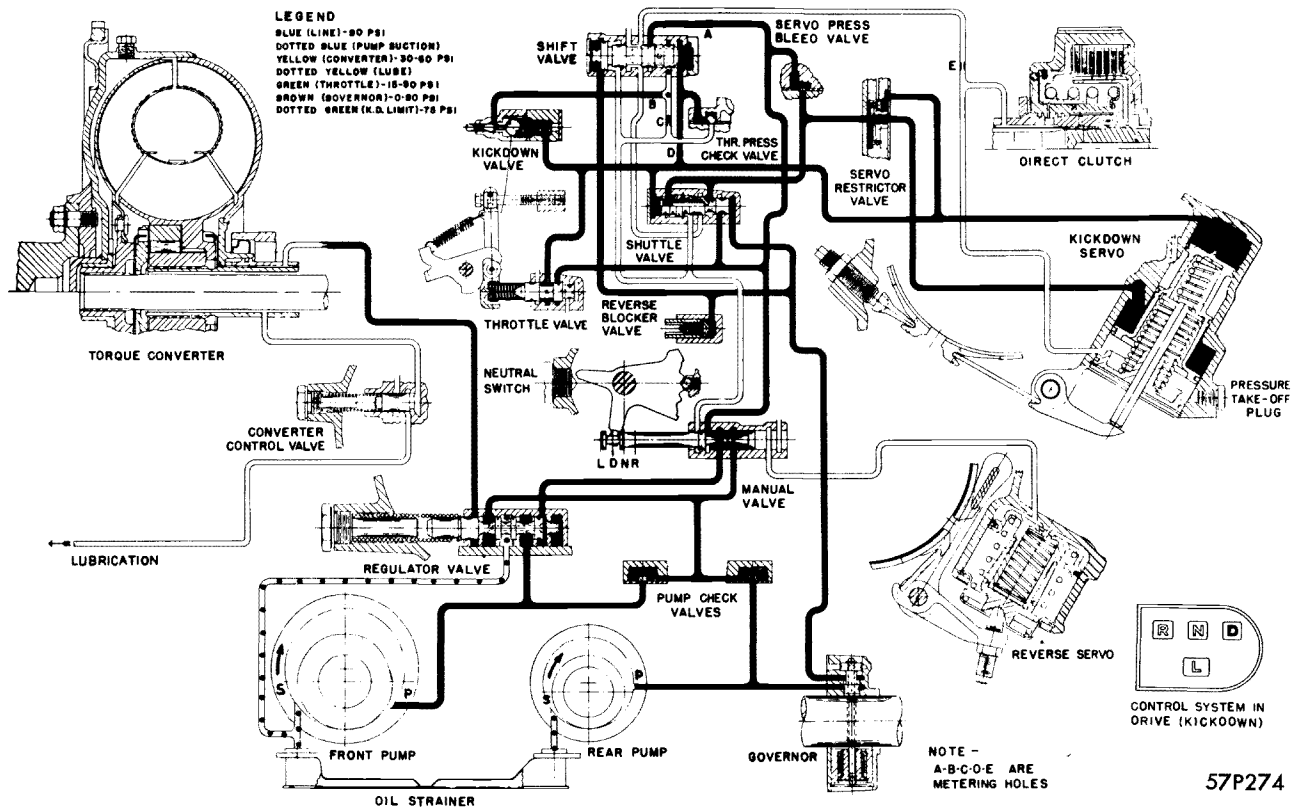 LEGEND
BLUE (LINE)-90 PSI
DOTTED BLUE (PUMP SUCTION)
YELLOW (CONVERTER)-30-60 PSI
DOTTED YELLOW (LUBE)
GREEN (THROTTLE)-15-90 PSI
BROWN (GOVERNOR)-0-90 PSI
DOTTED GREEN (K.D. LIMIT)-75 PSI
SHIFT
VALVE
A
SERVO PRESS
BLEED VALVE
E
B
C
D
KICKDOWN
VALVE
THR. PRESS
CHECK VALVE
SERVO
RESTRICTOR
VALVE
DIRECT CLUTCH
SHUTTLE
VALVE
KICKDOWN
SERVO
THROTTLE VALVE
REVERSE
BLOCKER
VALVE
TORQUE CONVERTER
NEUTRAL
SWITCH
PRESSURE
TAKE-OFF
PLUG
CONVERTER
CONTROL VALVE
L D N R
MANUAL
VALVE
LUBRICATION
REGULATOR VALVE
PUMP CHECK
VALVES
REVERSE SERVO
R N D
L
CONTROL SYSTEM IN
DRIVE (KICKDOWN)
S
P
S
P
FRONT PUMP
REAR PUMP
GOVERNOR
OIL STRAINER
NOTE -
A-B-C-D-E ARE
METERING HOLES
57P274